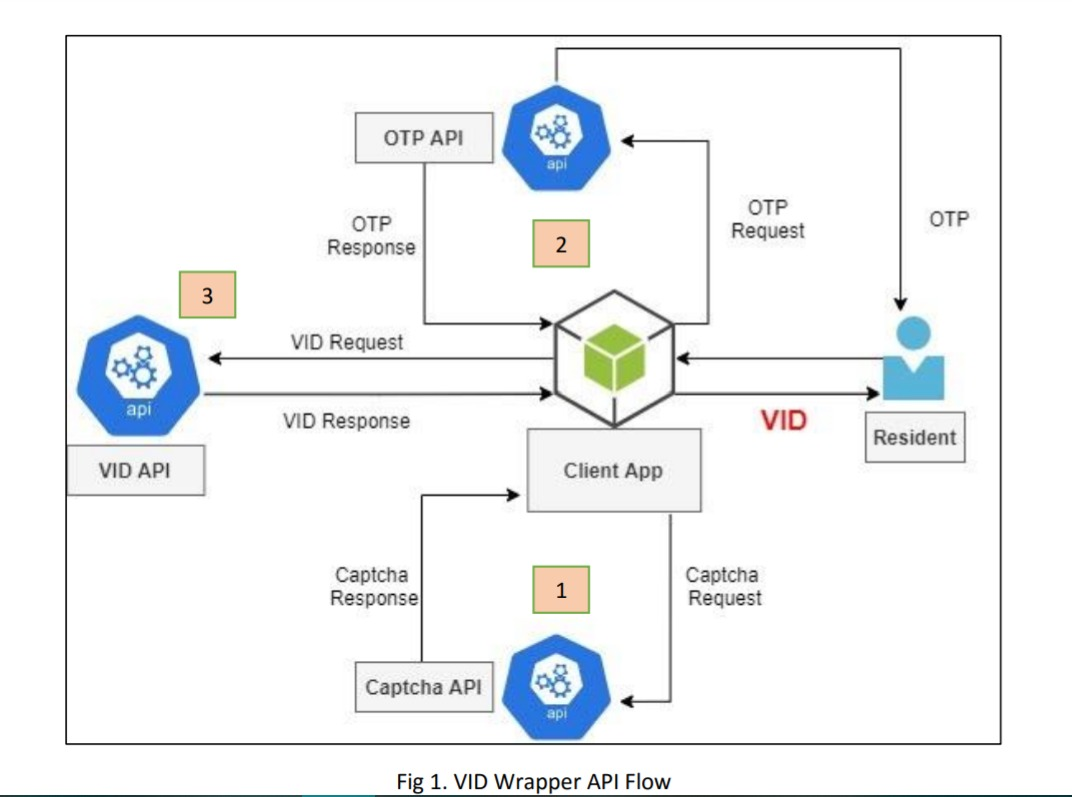 OTP API
api
OTP
Response
2
OTP
Request
OTP
3
VID Request
api
VID Response
VID API
VID
Resident
Client App
Captcha
Response
1
Captcha
Request
Captcha API
api
Fig 1. VID Wrapper API Flow